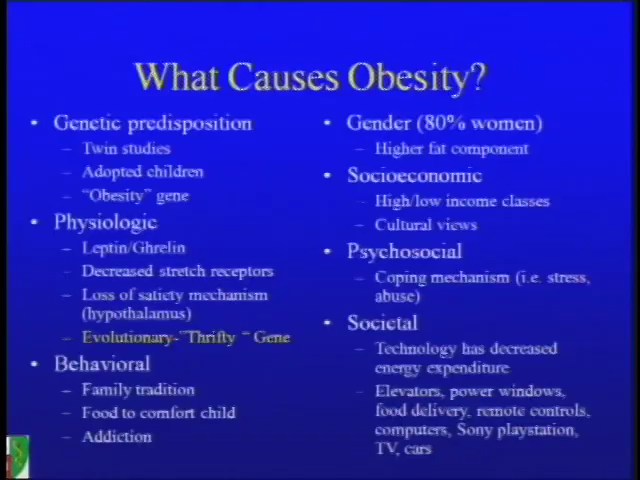 What Causes Obesity?
• Genetic predisposition
– Twin studies
– Adopted children
– "Obesity" gene
• Physiologic
– Leptin/Ghrelin
– Decreased stretch receptors
– Loss of satiety mechanism
(hypothalamus)
– Evolutionary-"Thrifty " Gene
• Behavioral
– Family tradition
– Food to comfort child
– Addiction
• Gender (80% women)
– Higher fat component
• Socioeconomic
– High/low income classes
– Cultural views
• Psychosocial
– Coping mechanism (i.e. stress,
abuse)
• Societal
– Technology has decreased
energy expenditure
– Elevators, power windows,
food delivery, remote controls,
computers, Sony playstation,
TV, cars